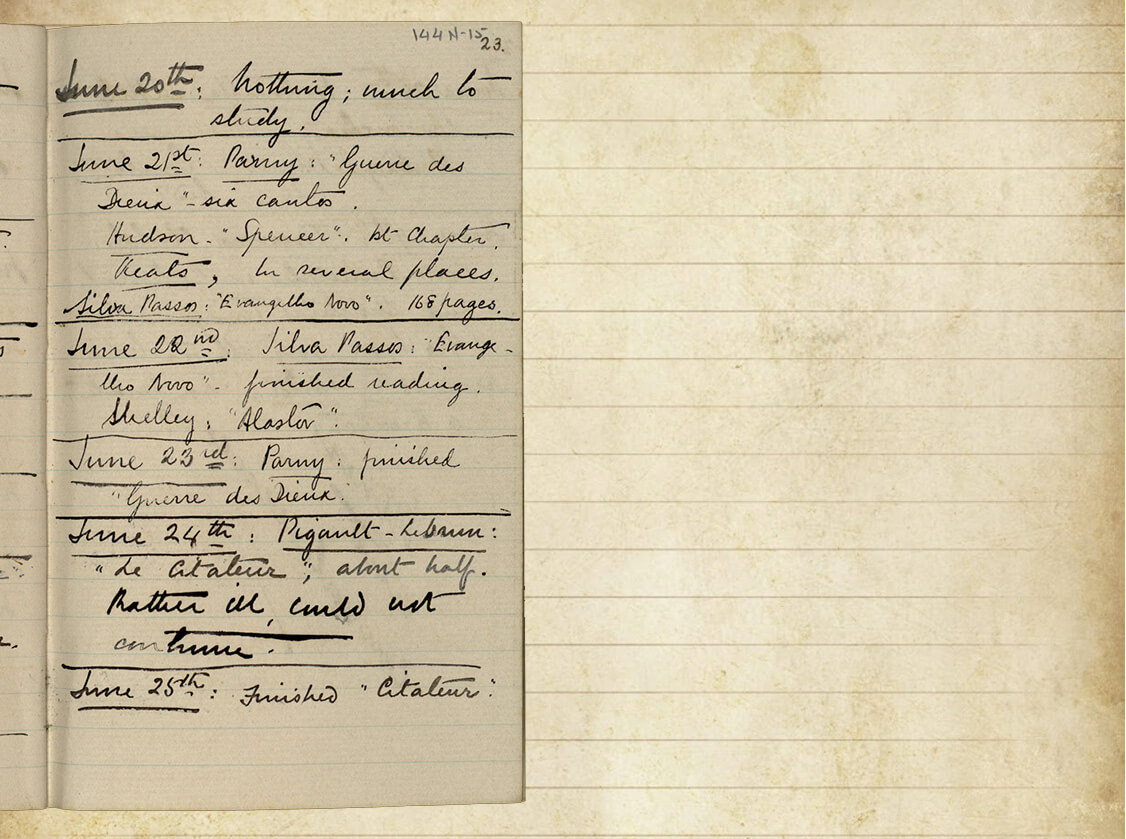 144N-15
23.
June 20th: Nothing; much to
study.
June 21st: Parny: "Guerre des
Dieux" - six cantos.
Hudson - "Spencer". 1st Chapter.
Keats, in several places.
Silva Passos: "Evangelho Novo". 168 pages.
June 22nd: Silva Passos: "Evange-
lho Novo" - finished reading.
Shelley: "Alastor".
June 23rd: Parny: finished
"Guerre des Dieux.
June 24th: Pigault-Lebrun:
"Le Citateur"; about half.
Rather ill, could not
continue.
June 25th: Finished "Citateur".